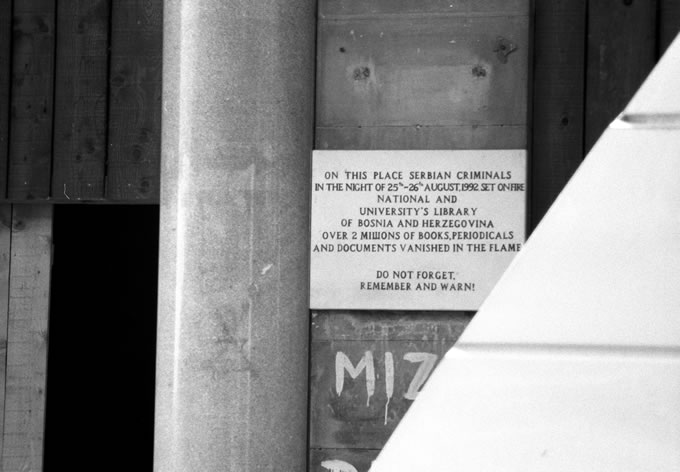 ON THIS PLACE SERBIAN CRIMINALS
IN THE NIGHT OF 25TH-26TH AUGUST, 1992. SET ON FIRE
NATIONAL AND
UNIVERSITY'S LIBRARY
OF BOSNIA AND HERZEGOVINA
OVER 2 MILLIONS OF BOOKS, PERIODICALS
AND DOCUMENTS VANISHED IN THE FLAME
DO NOT FORGET,
REMEMBER AND WARN!
MIZ